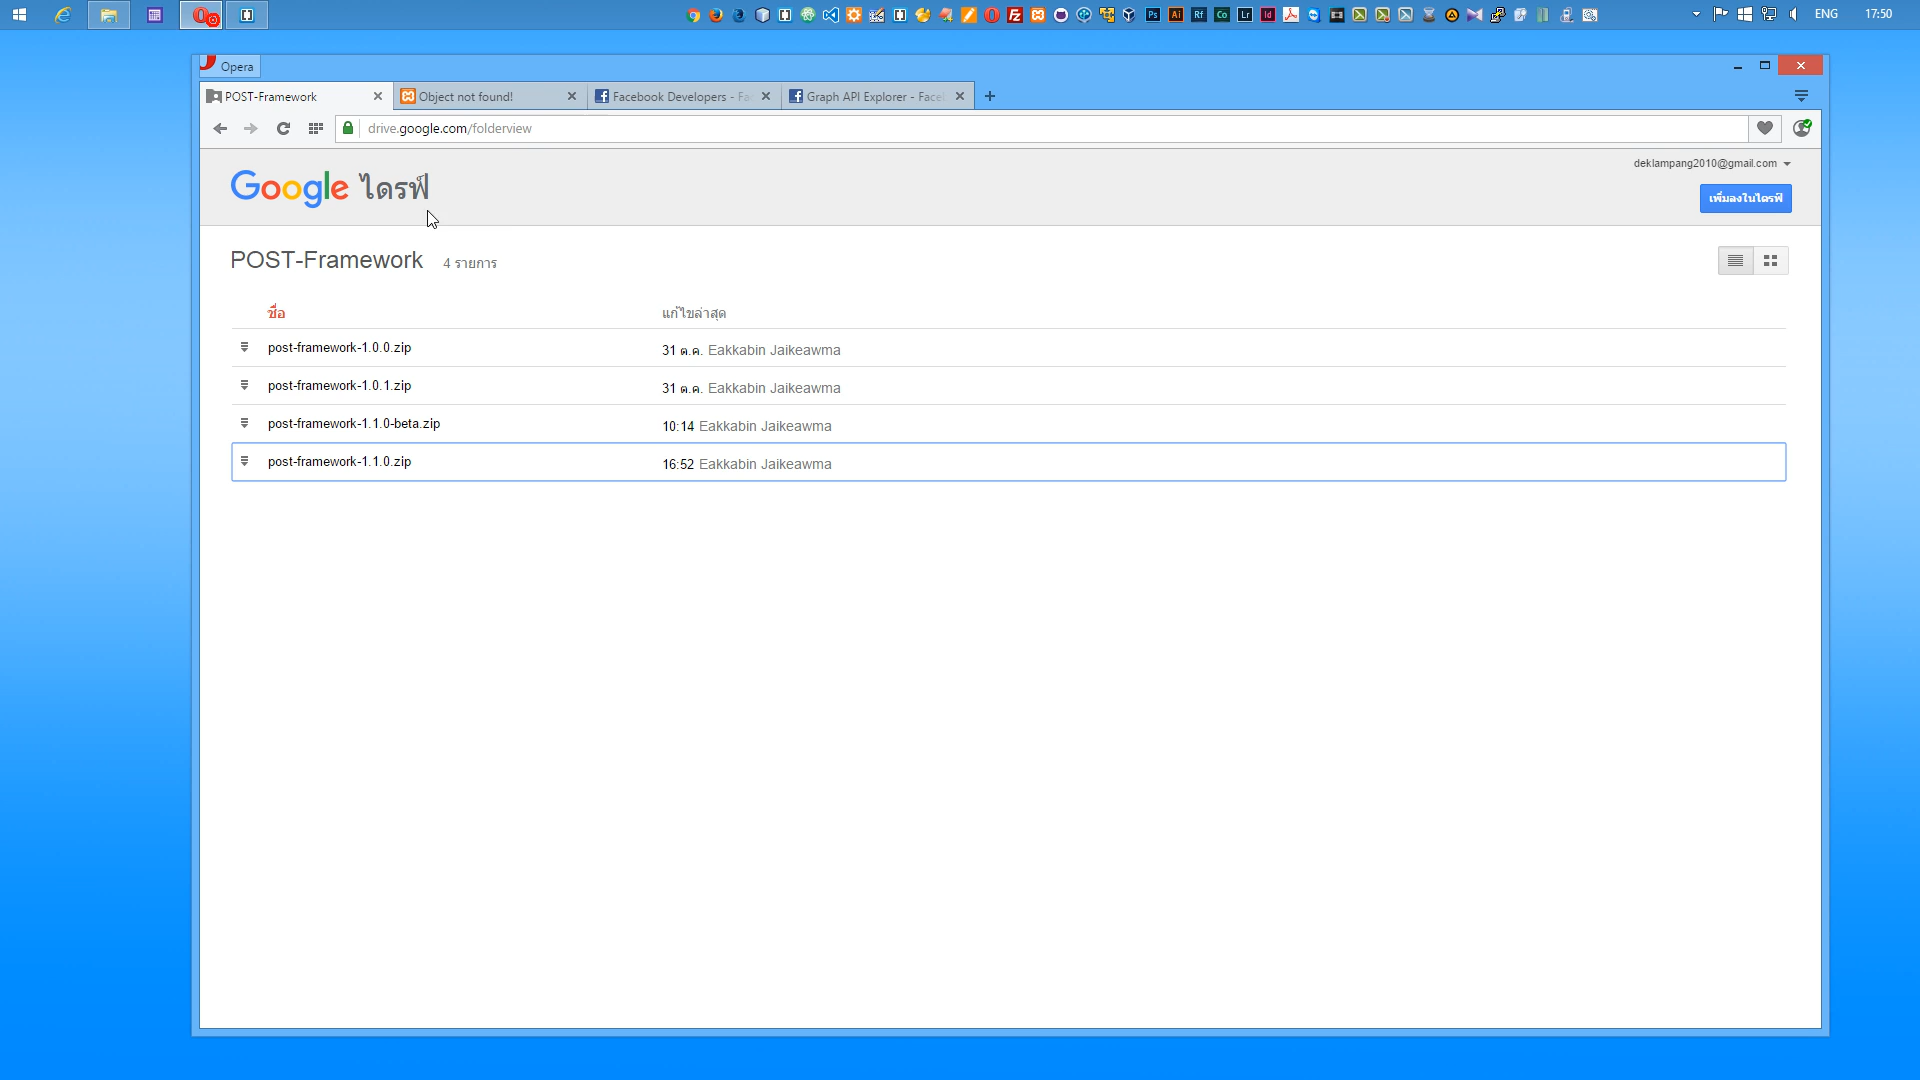 ENG 17:50
Opera
POST-Framework
Object not found!
Facebook Developers - Fa
Graph API Explorer - Face
drive.google.com/folderview
deklampang2010@gmail.com
Google ไดรฟ์
เพิ่มลงในไดรฟ์
POST-Framework 4 รายการ
ชื่อ แก้ไขล่าสุด
post-framework-1.0.0.zip 31 ต.ค. Eakkabin Jaikeawma
post-framework-1.0.1.zip 31 ต.ค. Eakkabin Jaikeawma
post-framework-1.1.0-beta.zip 10:14 Eakkabin Jaikeawma
post-framework-1.1.0.zip 16:52 Eakkabin Jaikeawma